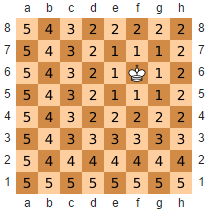 a b c d e f g h
8 5 4 3 2 2 2 2 2 8
7 5 4 3 2 1 1 1 2 7
6 5 4 3 2 1 1 2 6
5 5 4 3 2 1 1 1 2 5
4 5 4 3 2 2 2 2 2 4
3 5 4 3 3 3 3 3 3 3
2 5 4 4 4 4 4 4 4 2
1 5 5 5 5 5 5 5 5 1
a b c d e f g h